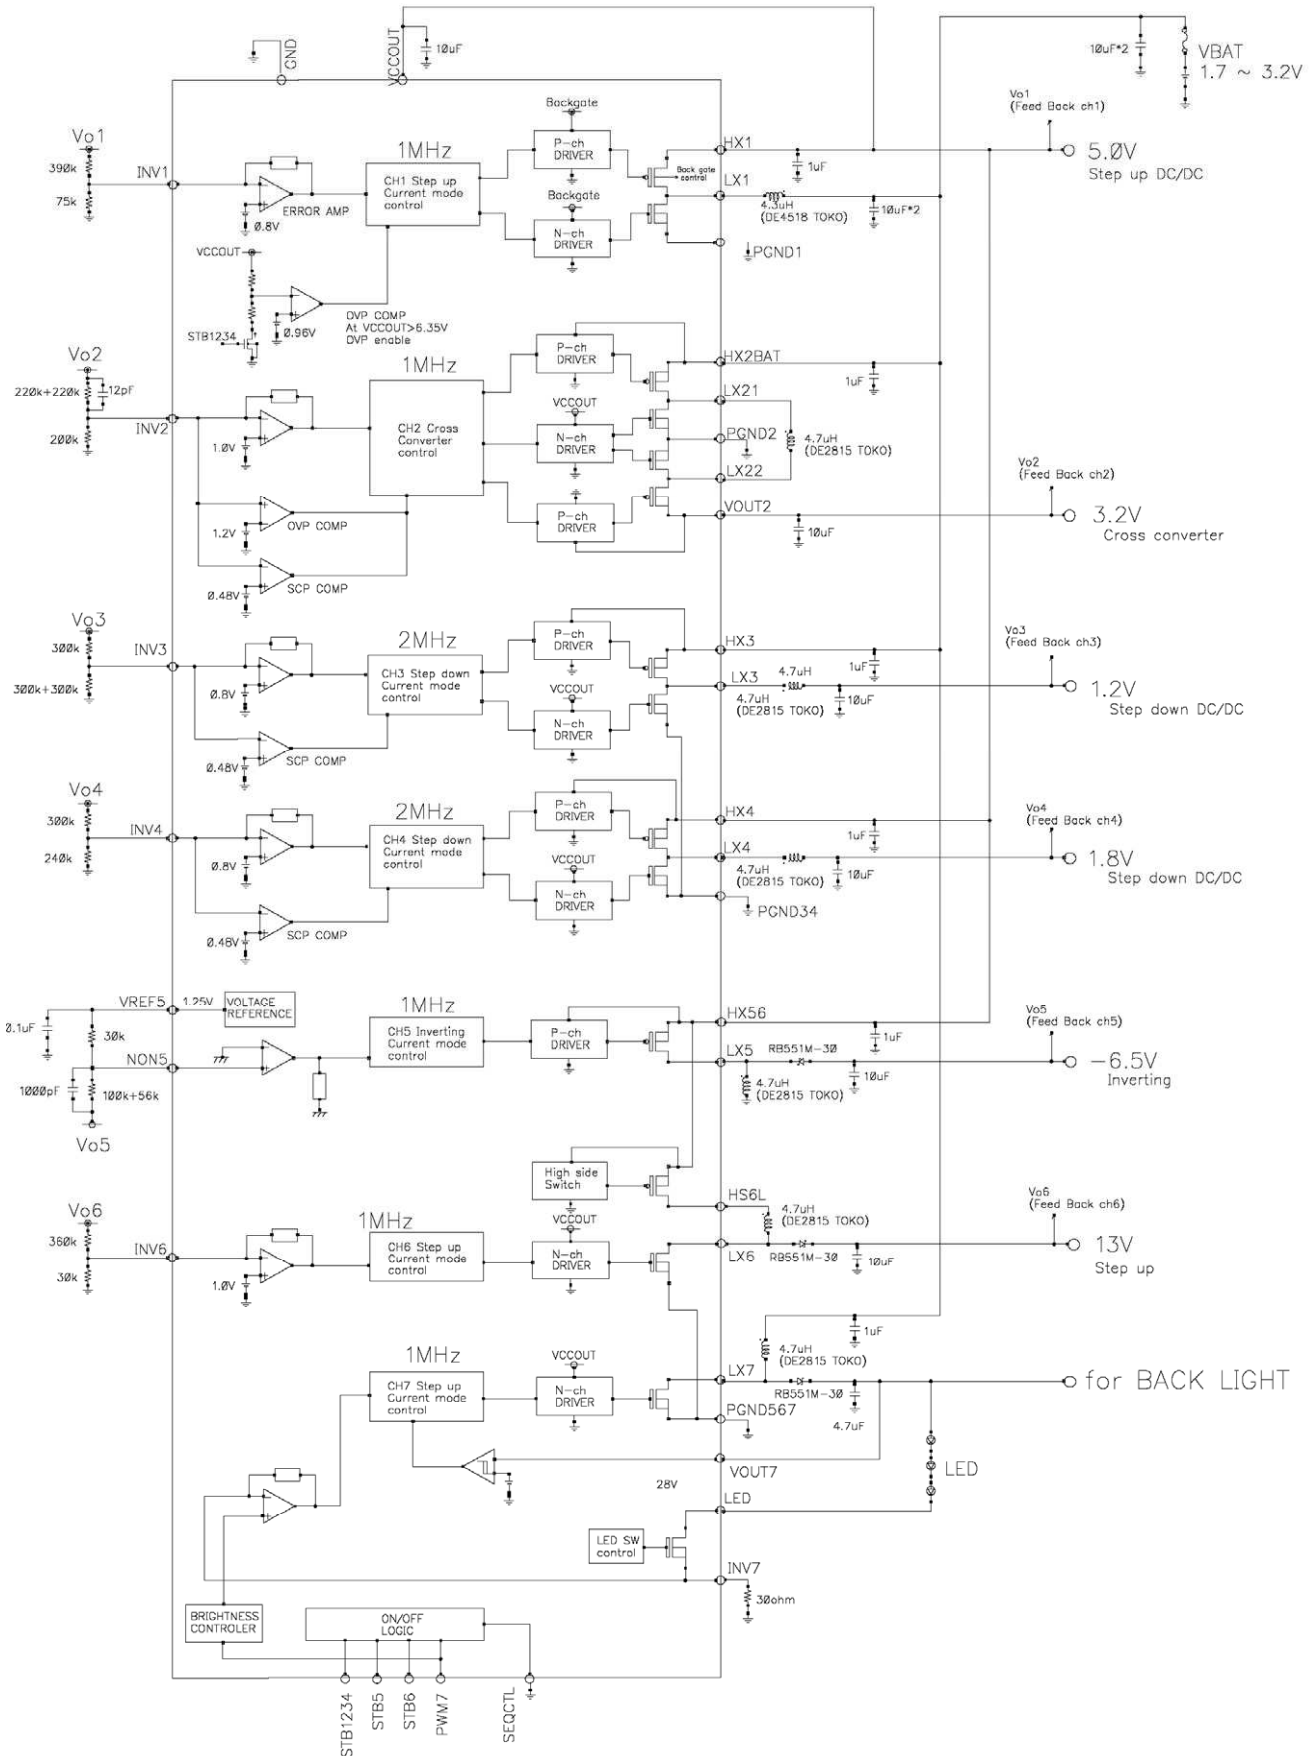 GND
VCCOUT
10uF
10uF*2
VBAT
1.7 ~ 3.2V
Vo1
390k
75k
INV1
ERROR AMP
0.8V
1MHz
CH1 Step up
Current mode
control
Backgate
P-ch
DRIVER
Backgate
N-ch
DRIVER
Back gate
control
HX1
LX1
1uF
4.3uH
(DE4518 TOKO)
10uF*2
PGND1
Vo1
(Feed Back ch1)
5.0V
Step up DC/DC
VCCOUT
STB1234
0.96V
OVP COMP
At VCCOUT>6.35V
OVP enable
Vo2
220k+220k
12pF
200k
INV2
1.0V
1.2V
OVP COMP
0.48V
SCP COMP
1MHz
CH2 Cross
Converter
control
P-ch
DRIVER
VCCOUT
N-ch
DRIVER
P-ch
DRIVER
HX2BAT
1uF
LX21
PGND2
4.7uH
(DE2815 TOKO)
LX22
VOUT2
10uF
Vo2
(Feed Back ch2)
3.2V
Cross converter
Vo3
300k
300k+300k
INV3
0.8V
0.48V
SCP COMP
2MHz
CH3 Step down
Current mode
control
P-ch
DRIVER
VCCOUT
N-ch
DRIVER
HX3
1uF
LX3
4.7uH
4.7uH
(DE2815 TOKO)
10uF
Vo3
(Feed Back ch3)
1.2V
Step down DC/DC
Vo4
300k
240k
INV4
0.8V
0.48V
SCP COMP
2MHz
CH4 Step down
Current mode
control
P-ch
DRIVER
VCCOUT
N-ch
DRIVER
HX4
1uF
LX4
4.7uH
(DE2815 TOKO)
10uF
PGND34
Vo4
(Feed Back ch4)
1.8V
Step down DC/DC
VREF5
1.25V
VOLTAGE
REFERENCE
0.1uF
30k
NON5
1000pF
100k+56k
Vo5
1MHz
CH5 Inverting
Current mode
control
P-ch
DRIVER
HX56
1uF
LX5
RB551M-30
4.7uH
(DE2815 TOKO)
10uF
Vo5
(Feed Back ch5)
-6.5V
Inverting
High side
Switch
HS6L
4.7uH
(DE2815 TOKO)
Vo6
360k
30k
INV6
1.0V
1MHz
CH6 Step up
Current mode
control
VCCOUT
N-ch
DRIVER
LX6
RB551M-30
10uF
Vo6
(Feed Back ch6)
13V
Step up
1uF
4.7uH
(DE2815 TOKO)
1MHz
CH7 Step up
Current mode
control
VCCOUT
N-ch
DRIVER
LX7
RB551M-30
4.7uF
PGND567
for BACK LIGHT
VOUT7
28V
LED
LED
LED SW
control
INV7
30ohm
BRIGHTNESS
CONTROLER
ON/OFF
LOGIC
STB1234
STB5
STB6
PWM7
SEQCTL